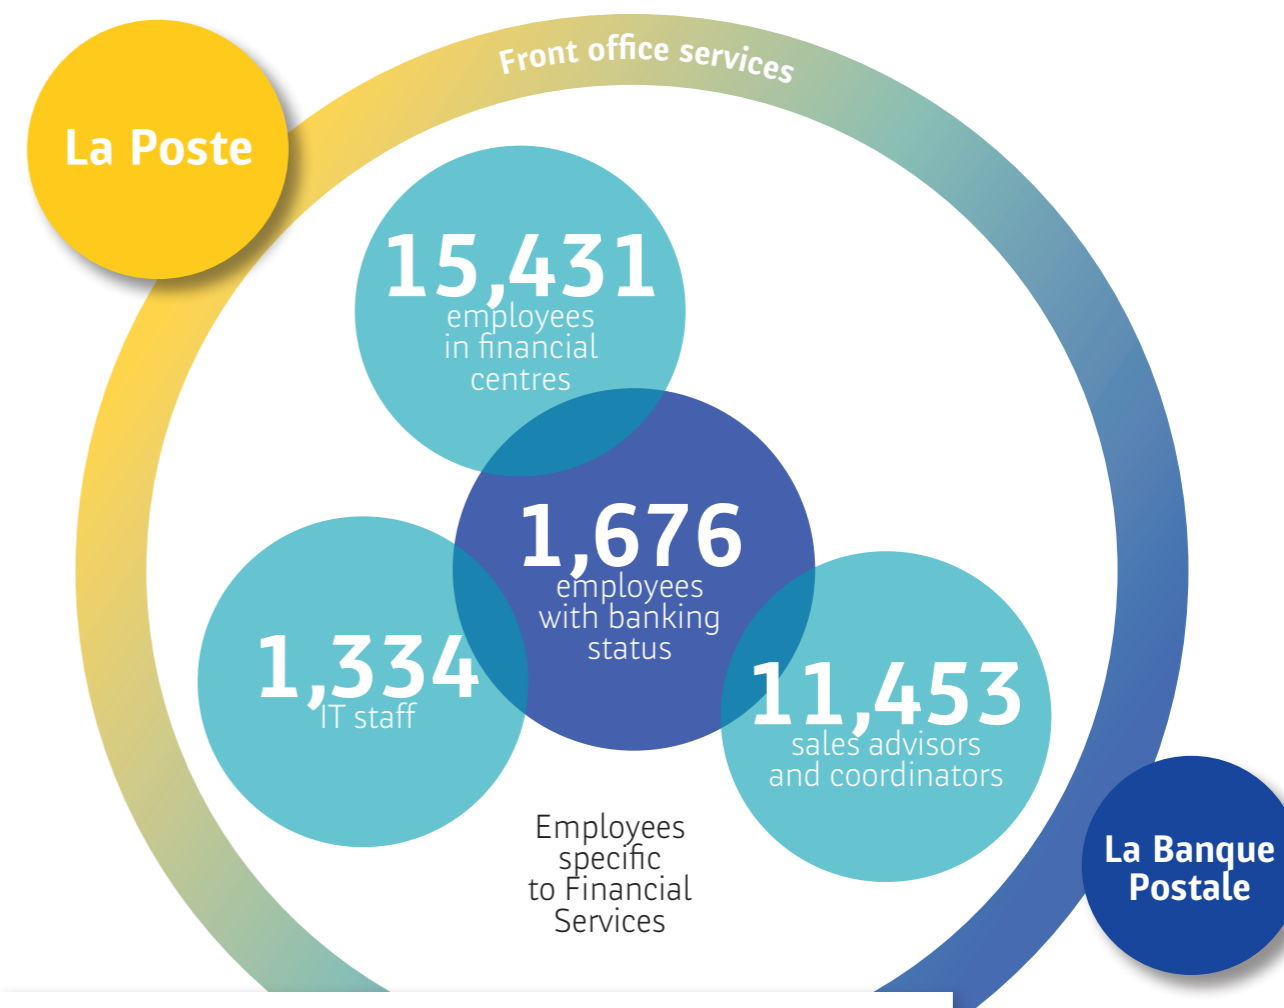 Front office services
La Poste
15,431
employees
in financial
centres
1,676
employees
with banking
status
1,334
IT staff
11,453
sales advisors
and coordinators
Employees
specific
to Financial
Services
La Banque
Postale